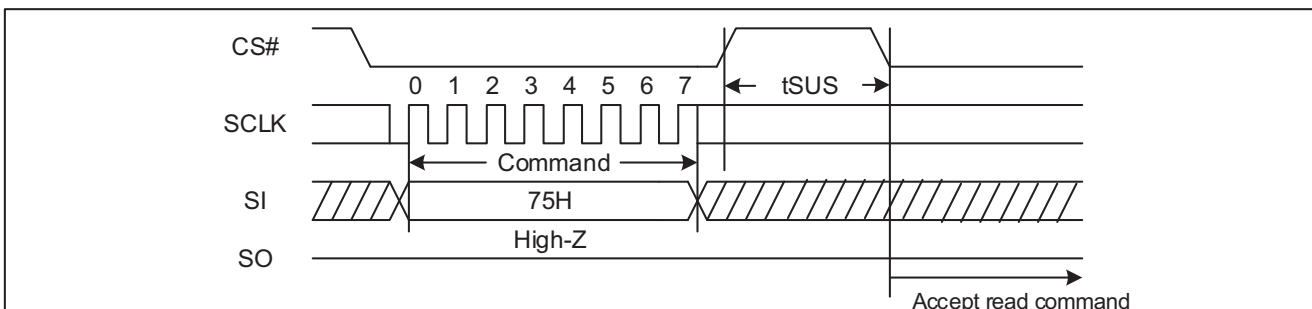 CS#
tSUS
0 1 2 3 4 5 6 7
SCLK
Command
SI
75H
High-Z
SO
Accept read command